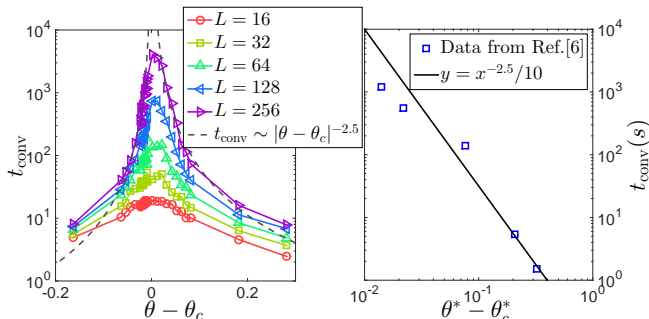 10^4
10^3
10^2
10^1
10^0
t_conv
-0.2
0
0.2
θ − θ_c
L = 16
L = 32
L = 64
L = 128
L = 256
t_conv ∼ |θ − θ_c|^−2.5
Data from Ref.[6]
y = x^−2.5/10
10^4
10^3
10^2
10^1
10^0
t_conv(s)
10^-2
10^-1
10^0
θ* − θ*_c